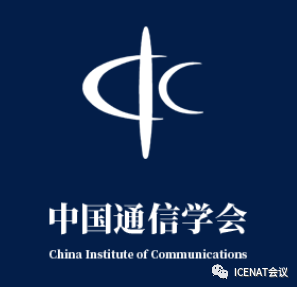 中国通信学会
China Institute of Communications
ICENAT会议